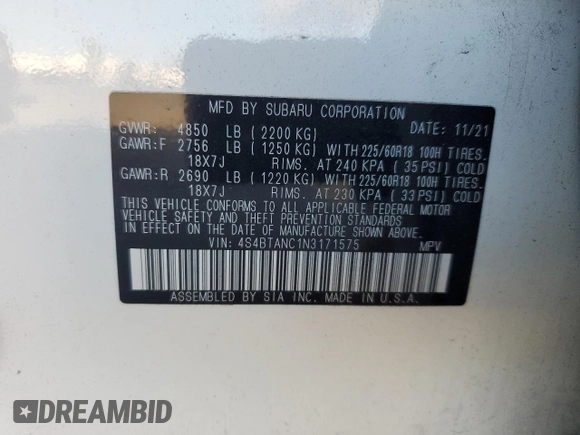 MFD BY SUBARU CORPORATION
GVWR: 4850 LB (2200 KG) DATE: 11/21
GAWR:F 2756 LB (1250 KG) WITH 225/60R18 100H TIRES.
18X7J RIMS. AT 240 KPA (35 PSI) COLD
GAWR:R 2690 LB (1220 KG) WITH 225/60R18 100H TIRES.
18X7J RIMS. AT 230 KPA (33 PSI) COLD
THIS VEHICLE CONFORMS TO ALL APPLICABLE FEDERAL MOTOR
VEHICLE SAFETY AND THEFT PREVENTION STANDARDS
IN EFFECT ON THE DATE OF MANUFACTURE SHOWN ABOVE.
VIN: 4S4BTANC1N3171575 MPV
ASSEMBLED BY SIA INC. MADE IN U.S.A.
DREAMBID